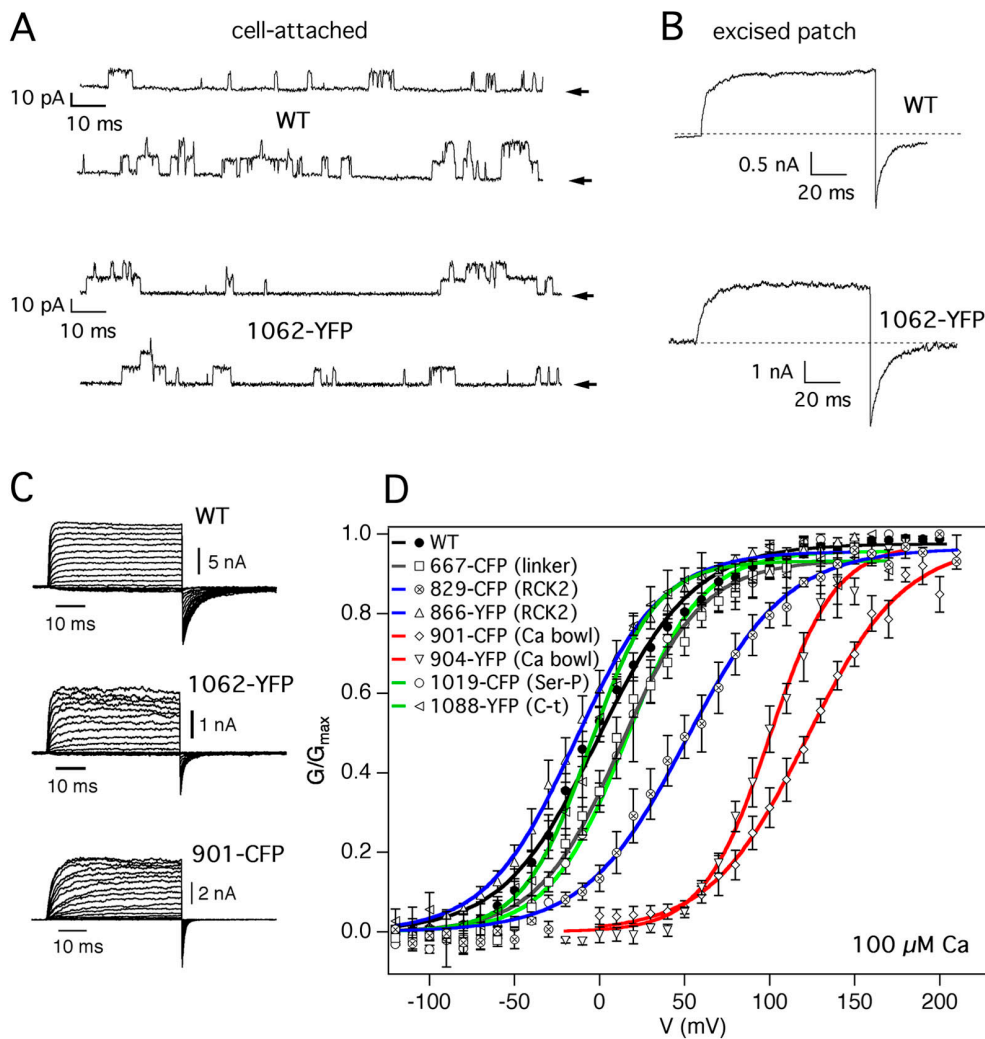 A
cell-attached
10 pA
10 ms
WT
10 pA
10 ms
1062-YFP
B
excised patch
WT
0.5 nA
20 ms
1062-YFP
1 nA
20 ms
C
WT
5 nA
10 ms
1062-YFP
1 nA
10 ms
901-CFP
2 nA
10 ms
D
WT
667-CFP (linker)
829-CFP (RCK2)
866-YFP (RCK2)
901-CFP (Ca bowl)
904-YFP (Ca bowl)
1019-CFP (Ser-P)
1088-YFP (C-t)
1.0
0.8
0.6
0.4
0.2
0.0
G/Gmax
100 µM Ca
-100 -50 0 50 100 150 200
V (mV)